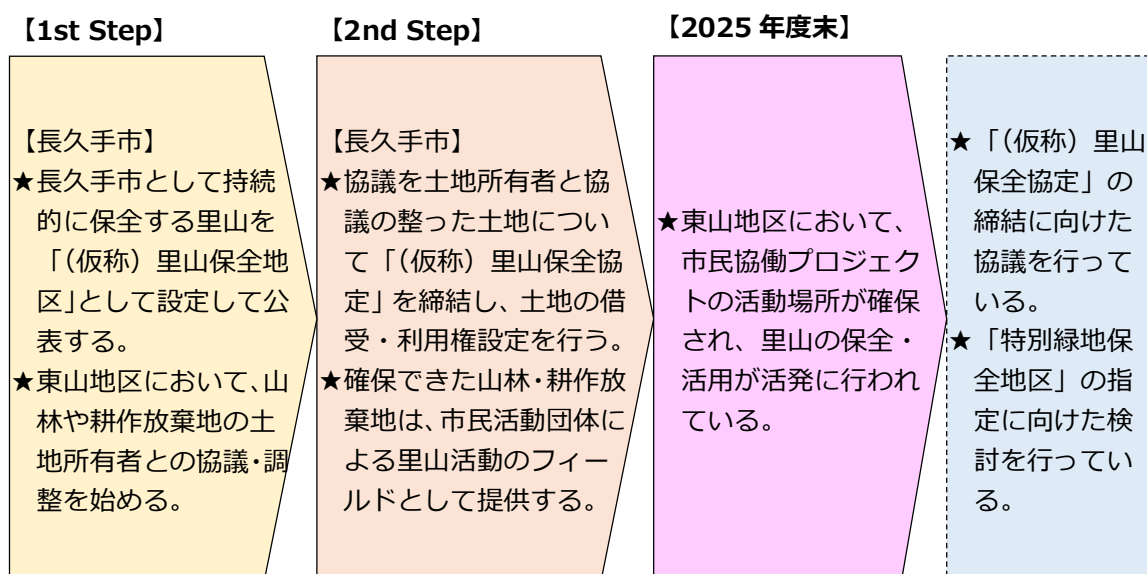 【1st Step】
【長久手市】
★長久手市として持続
的に保全する里山を
「(仮称)里山保全地
区」として設定して公
表する。
★東山地区において、山
林や耕作放棄地の土
地所有者との協議・調
整を始める。
【2nd Step】
【長久手市】
★協議を土地所有者と協
議の整った土地につい
て「(仮称)里山保全協
定」を締結し、土地の借
受・利用権設定を行う。
★確保できた山林・耕作放
棄地は、市民活動団体に
よる里山活動のフィー
ルドとして提供する。
【2025 年度末】
★東山地区において、
市民協働プロジェク
トの活動場所が確保
され、里山の保全・
活用が活発に行われ
ている。
★「(仮称)里山
保全協定」の
締結に向けた
協議を行って
いる。
★「特別緑地保
全地区」の指
定に向けた検
討を行ってい
る。